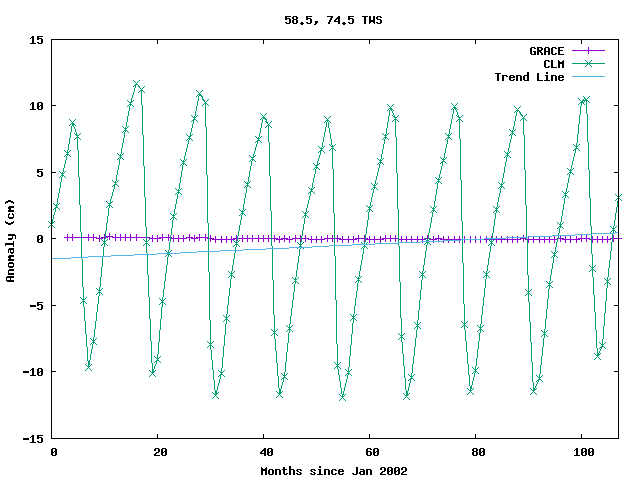 58.5, 74.5 TWS
GRACE
CLM
Trend Line
Anomaly (cm)
15
10
5
0
-5
-10
-15
0 20 40 60 80 100
Months since Jan 2002